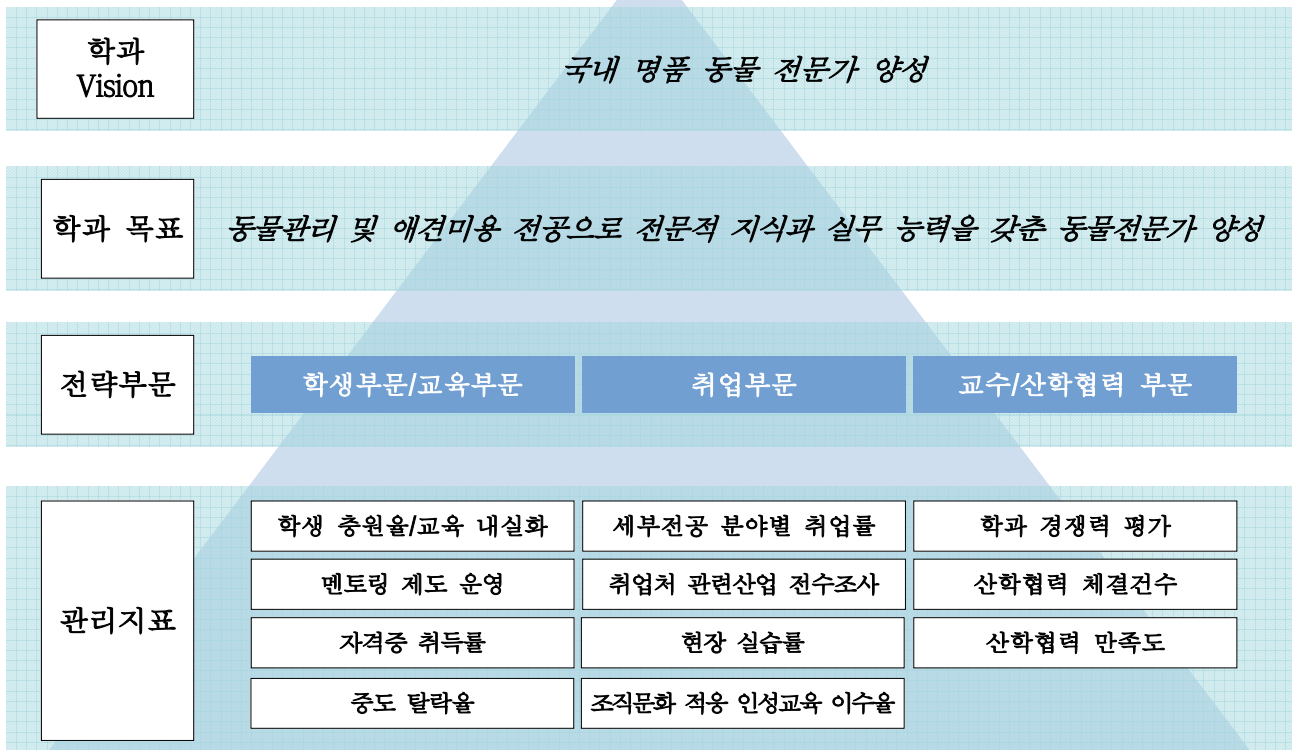 학과
Vision
국내 명품 동물 전문가 양성
학과 목표
동물관리 및 애견미용 전공으로 전문적 지식과 실무 능력을 갖춘 동물전문가 양성
전략부문
학생부문/교육부문
취업부문
교수/산학협력 부문
관리지표
학생 충원율/교육 내실화
세부전공 분야별 취업률
학과 경쟁력 평가
멘토링 제도 운영
취업처 관련산업 전수조사
산학협력 체결건수
자격증 취득률
현장 실습률
산학협력 만족도
중도 탈락율
조직문화 적응 인성교육 이수율